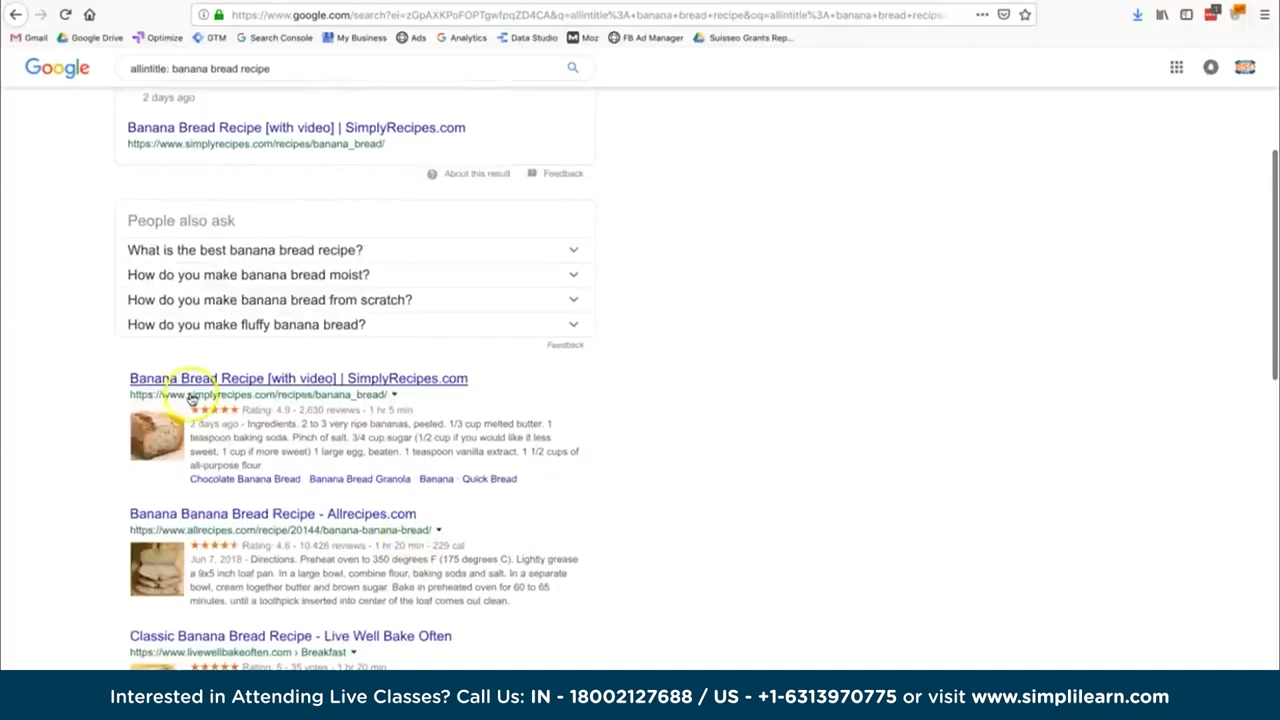 https://www.google.com/search?ei=zGpAXKPoFOPTgwfpqZD4CA&q=allintitle%3A+banana+bread+recipe&oq=allintitle%3A+banana+bread+recipe
Gmail Google Drive Optimize GTM Search Console My Business Ads Analytics Data Studio Moz FB Ad Manager Suisseo Grants Rep...
Google allintitle: banana bread recipe
2 days ago
Banana Bread Recipe [with video] | SimplyRecipes.com
https://www.simplyrecipes.com/recipes/banana_bread/
About this result Feedback
People also ask
What is the best banana bread recipe?
How do you make banana bread moist?
How do you make banana bread from scratch?
How do you make fluffy banana bread?
Feedback
Banana Bread Recipe [with video] | SimplyRecipes.com
https://www.simplyrecipes.com/recipes/banana_bread/
Rating: 4.9 - 2,630 reviews - 1 hr 5 min
2 days ago - Ingredients. 2 to 3 very ripe bananas, peeled. 1/3 cup melted butter. 1
teaspoon baking soda. Pinch of salt. 3/4 cup sugar (1/2 cup if you would like it less
sweet, 1 cup if more sweet) 1 large egg, beaten. 1 teaspoon vanilla extract. 1 1/2 cups of
all-purpose flour.
Chocolate Banana Bread Banana Bread Granola Banana · Quick Bread
Banana Banana Bread Recipe - Allrecipes.com
https://www.allrecipes.com/recipe/20144/banana-banana-bread/
Rating: 4.6 - 10,426 reviews - 1 hr 20 min - 229 cal
Jun 7, 2018 - Directions. Preheat oven to 350 degrees F (175 degrees C). Lightly grease
a 9x5 inch loaf pan. In a large bowl, combine flour, baking soda and salt. In a separate
bowl, cream together butter and brown sugar. Bake in preheated oven for 60 to 65
minutes, until a toothpick inserted into center of the loaf comes out clean.
Classic Banana Bread Recipe - Live Well Bake Often
https://www.livewellbakeoften.com › Breakfast
Rating: 5 - 35 votes - 1 hr 20 min
Interested in Attending Live Classes? Call Us: IN - 18002127688 / US - +1-6313970775 or visit www.simplilearn.com